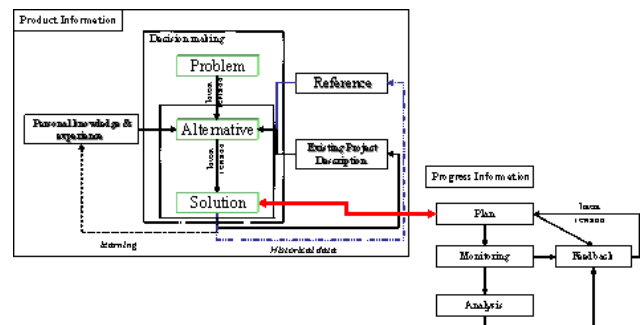 Product Information
Decision making
Problem
Reference
Personal knowledge &
experience
Alternative
Existing Project
Description
Solution
Progress Information
Plan
learning
Historical data
Monitoring
Feedback
Analysis